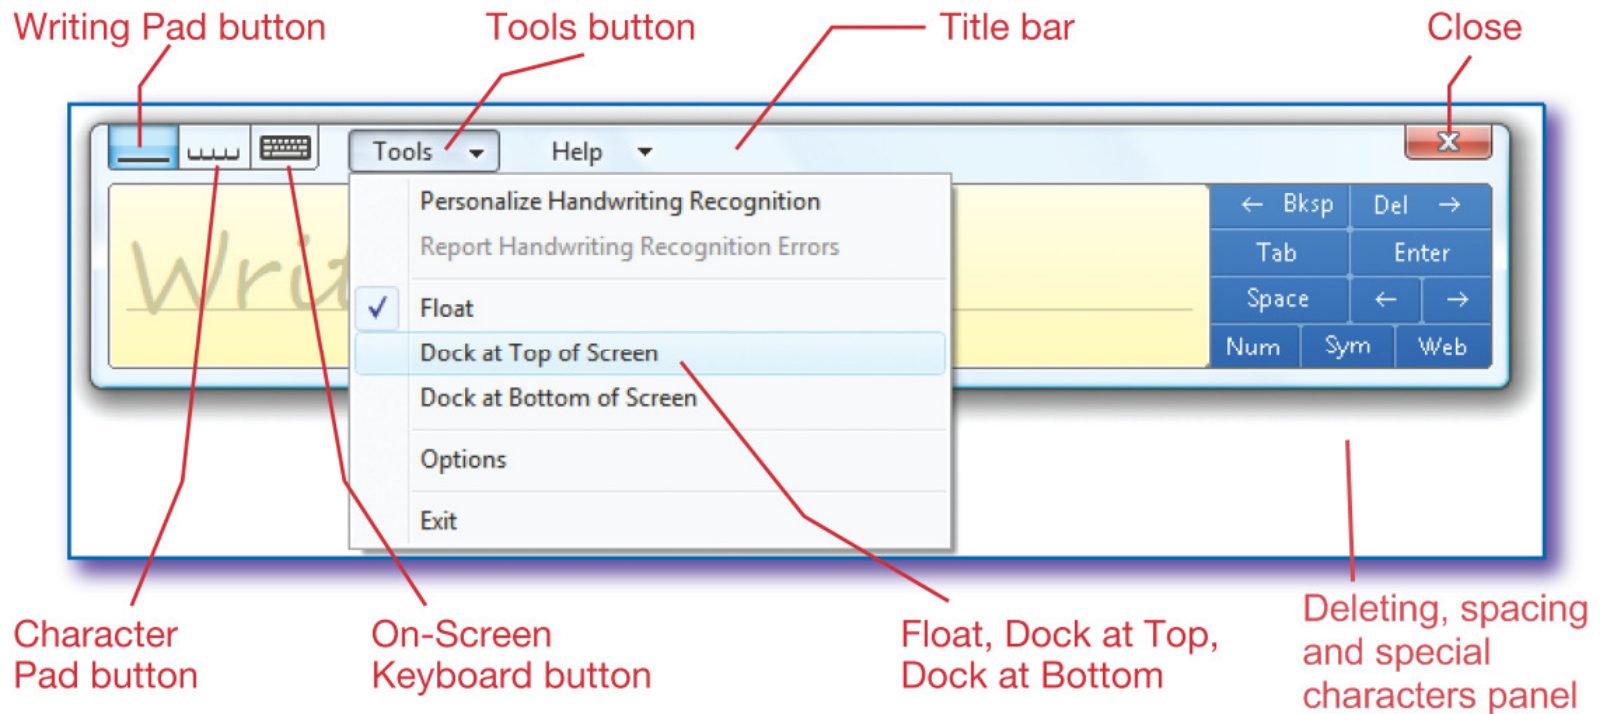 Writing Pad button
Tools button
Title bar
Close
Tools
Help
Personalize Handwriting Recognition
Report Handwriting Recognition Errors
Float
Dock at Top of Screen
Dock at Bottom of Screen
Options
Exit
Writ
← Bksp
Del →
Tab
Enter
Space
←
→
Num
Sym
Web
Character
Pad button
On-Screen
Keyboard button
Float, Dock at Top,
Dock at Bottom
Deleting, spacing
and special
characters panel